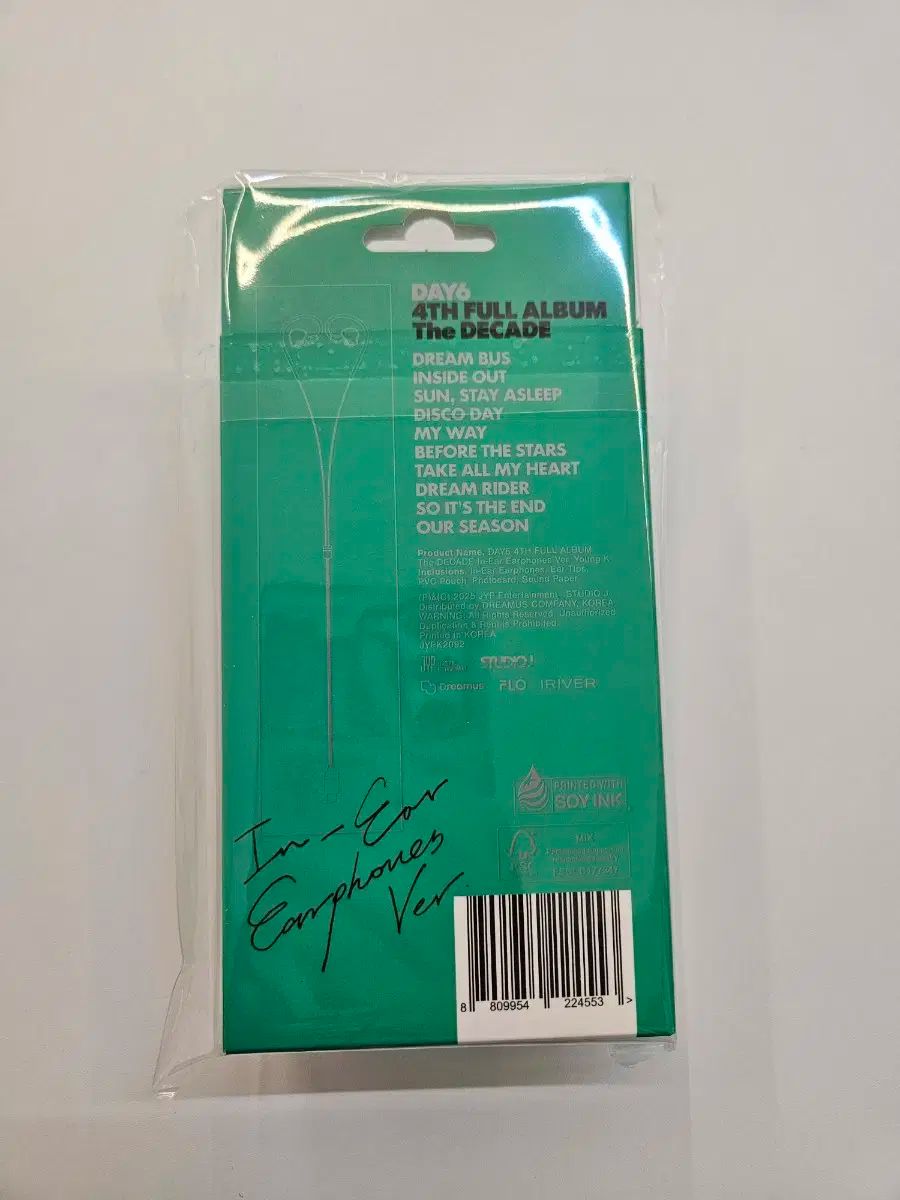 DAY6
4TH FULL ALBUM
The DECADE
DREAM BUS
INSIDE OUT
SUN, STAY ASLEEP
DISCO DAY
MY WAY
BEFORE THE STARS
TAKE ALL MY HEART
DREAM RIDER
SO IT'S THE END
OUR SEASON
Product Name. DAY6 4TH FULL ALBUM
The DECADE In-Ear Earphones Ver. Young K
Inclusions. In-Ear Earphones, Ear Tips,
PVC Pouch, Photocard, Sound Paper
(P)&(C) 2025 JYP Entertainment. STUDIO J
Distributed by DREAMUS COMPANY, KOREA
WARNING: All Rights Reserved. Unauthorized
Duplication & Rental Prohibited.
Printed in KOREA
JYPK2092
STUDIO J
Dreamus FLO IRIVER
PRINTED WITH
SOY INK
In-Ear
Earphones
Ver.
FSC
MIX
8 809954 224553 >